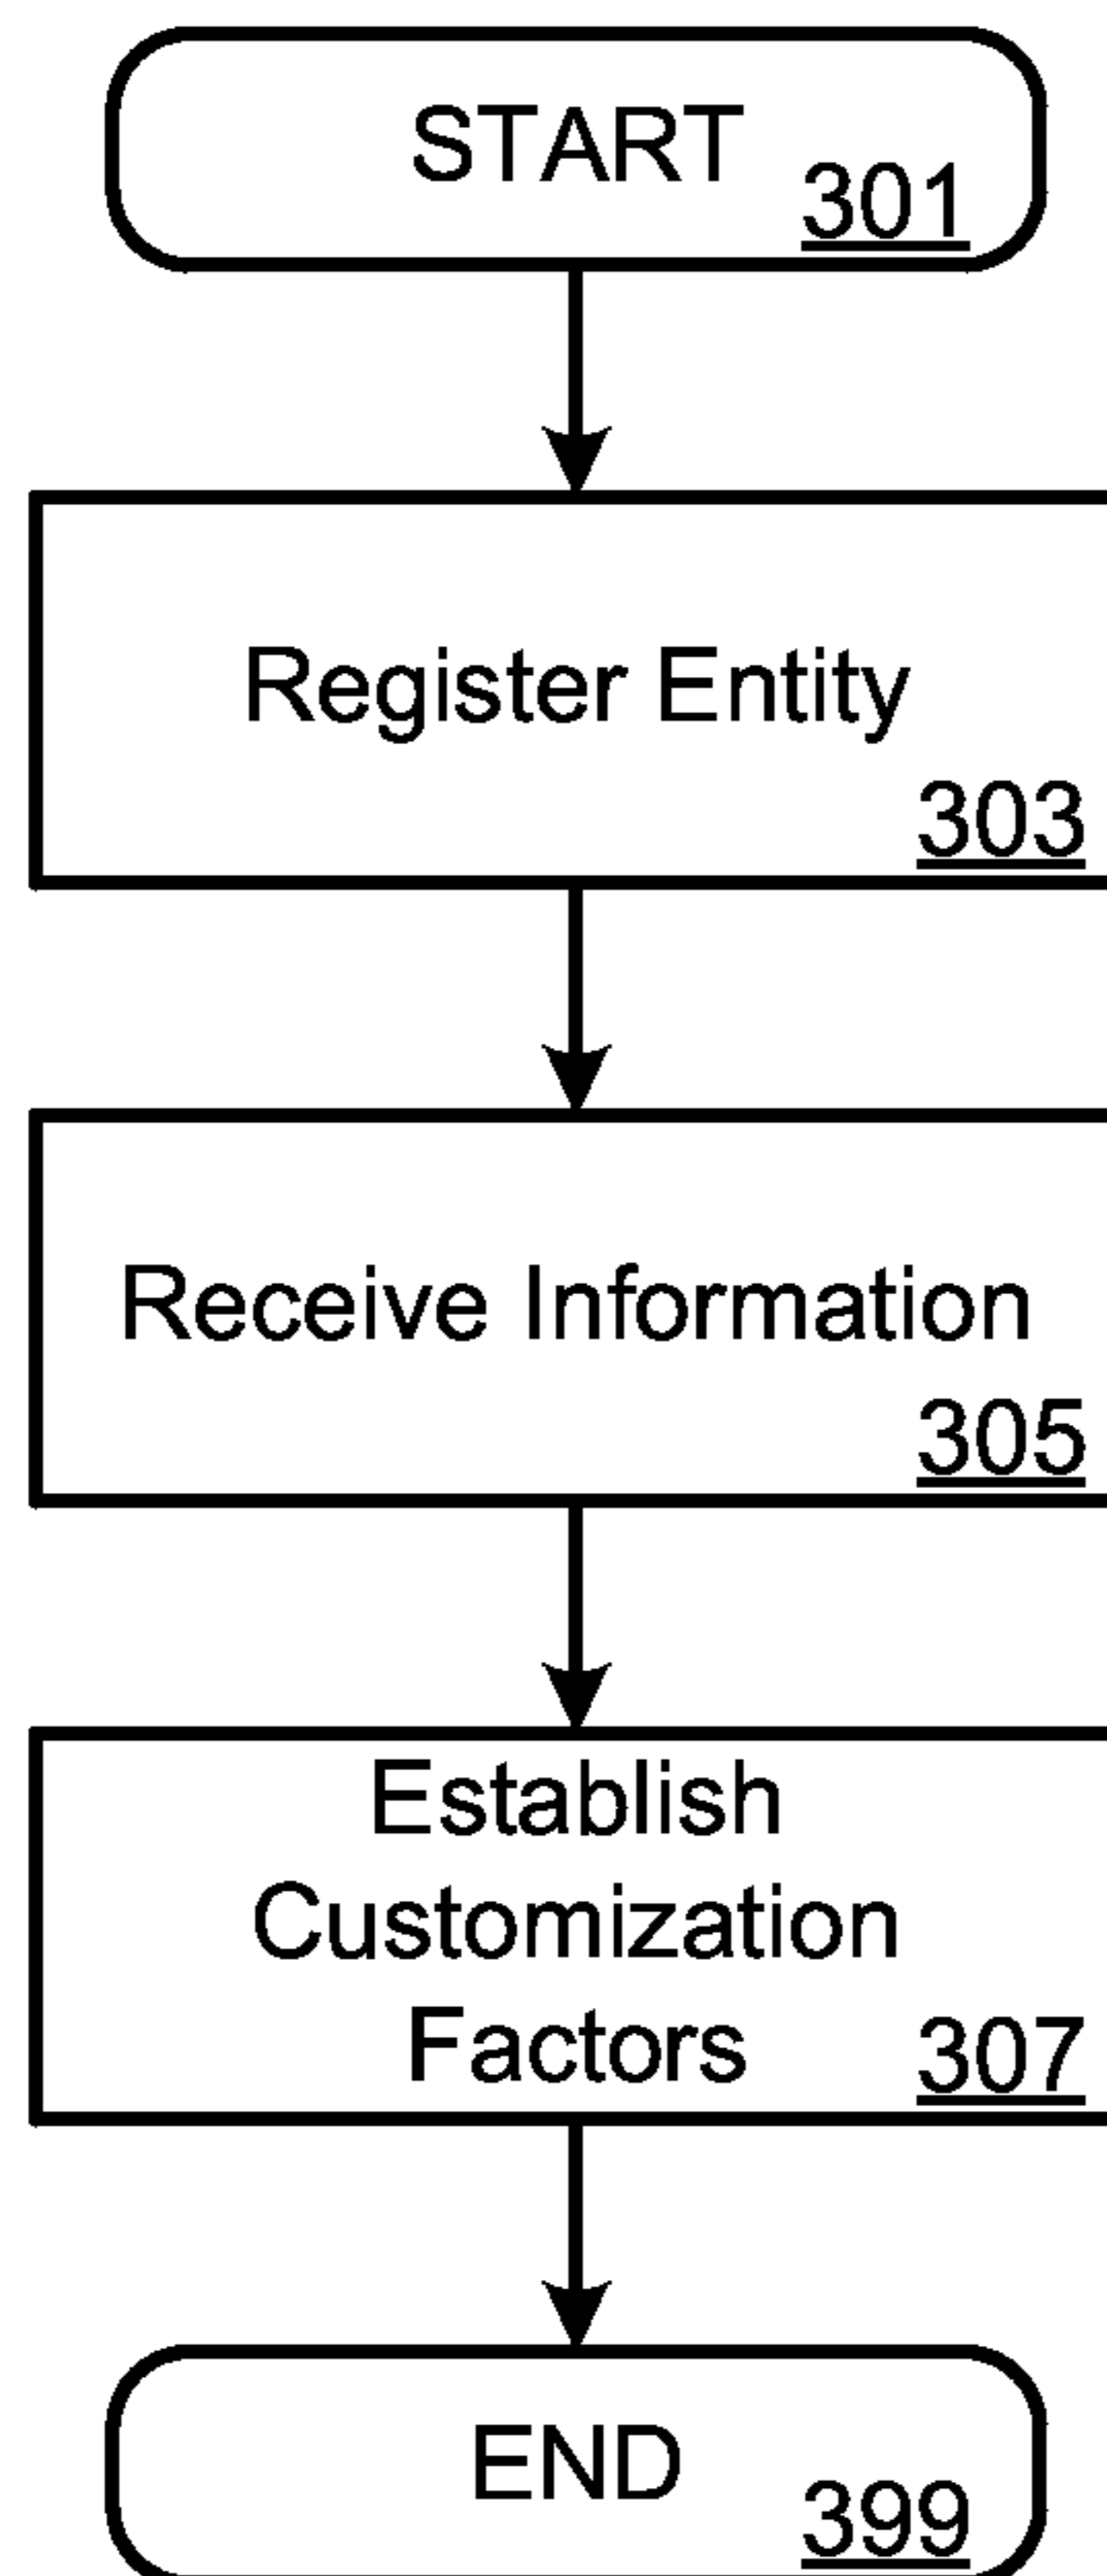 START
301
Register Entity
303
Receive Information
305
Establish
Customization
Factors
307
END
399